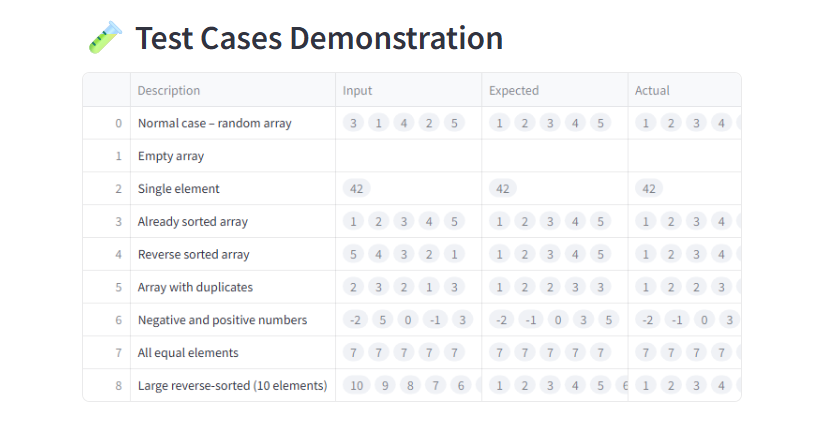 Test Cases Demonstration
Description Input Expected Actual
0 Normal case – random array 3 1 4 2 5 1 2 3 4 5 1 2 3 4
1 Empty array
2 Single element 42 42 42
3 Already sorted array 1 2 3 4 5 1 2 3 4 5 1 2 3 4
4 Reverse sorted array 5 4 3 2 1 1 2 3 4 5 1 2 3 4
5 Array with duplicates 2 3 2 1 3 1 2 2 3 3 1 2 2 3
6 Negative and positive numbers -2 5 0 -1 3 -2 -1 0 3 5 -2 -1 0 3
7 All equal elements 7 7 7 7 7 7 7 7 7 7 7 7 7 7
8 Large reverse-sorted (10 elements) 10 9 8 7 6 1 2 3 4 5 6 1 2 3 4